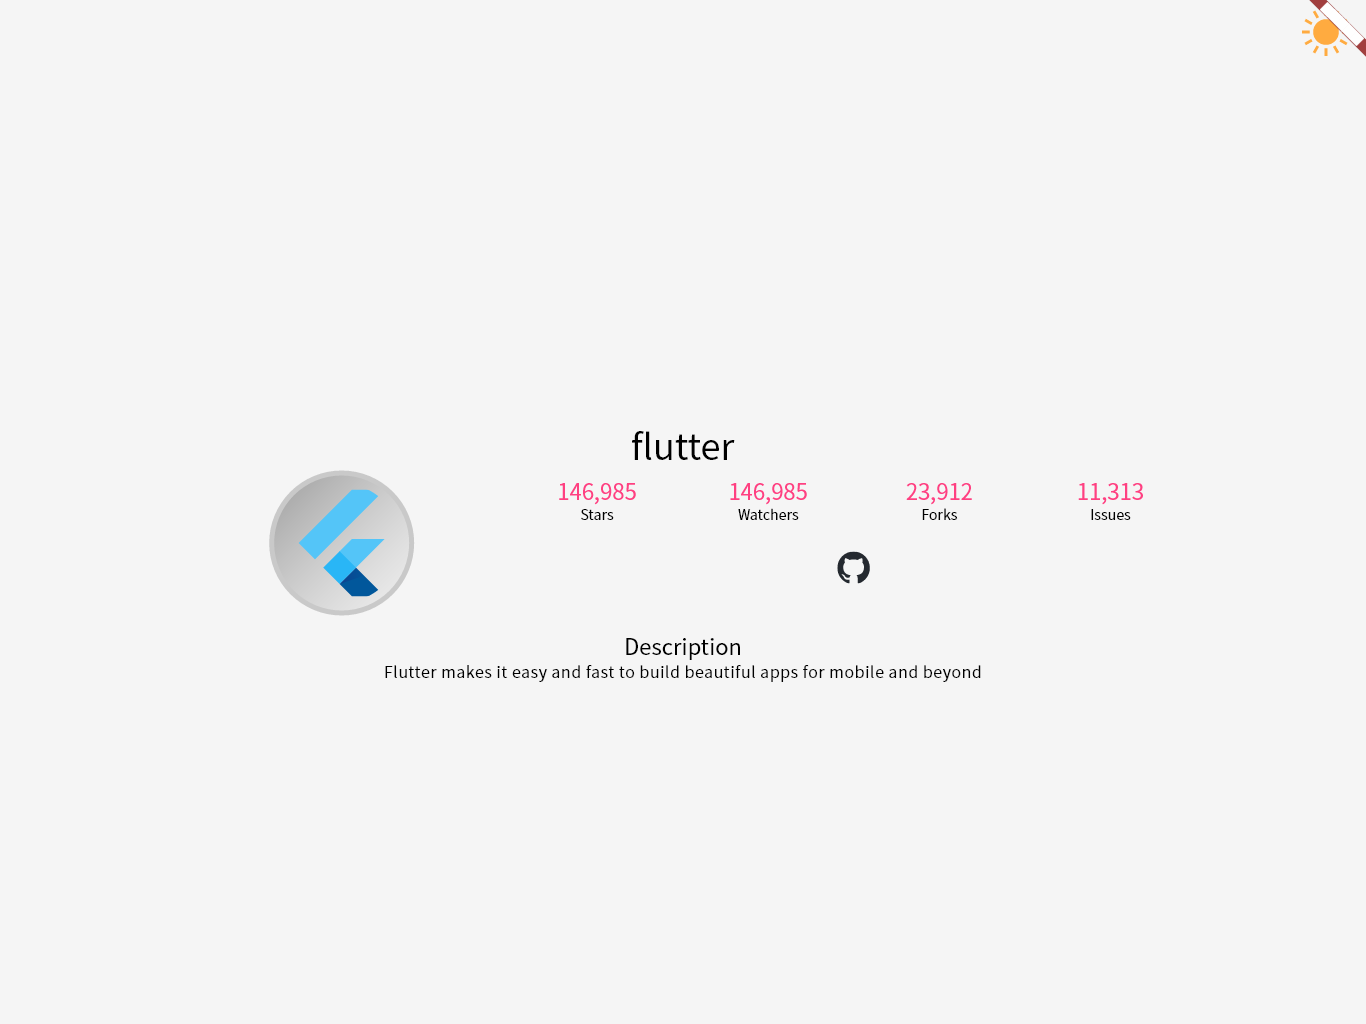 flutter
146,985 146,985 23,912 11,313
Stars Watchers Forks Issues
Description
Flutter makes it easy and fast to build beautiful apps for mobile and beyond